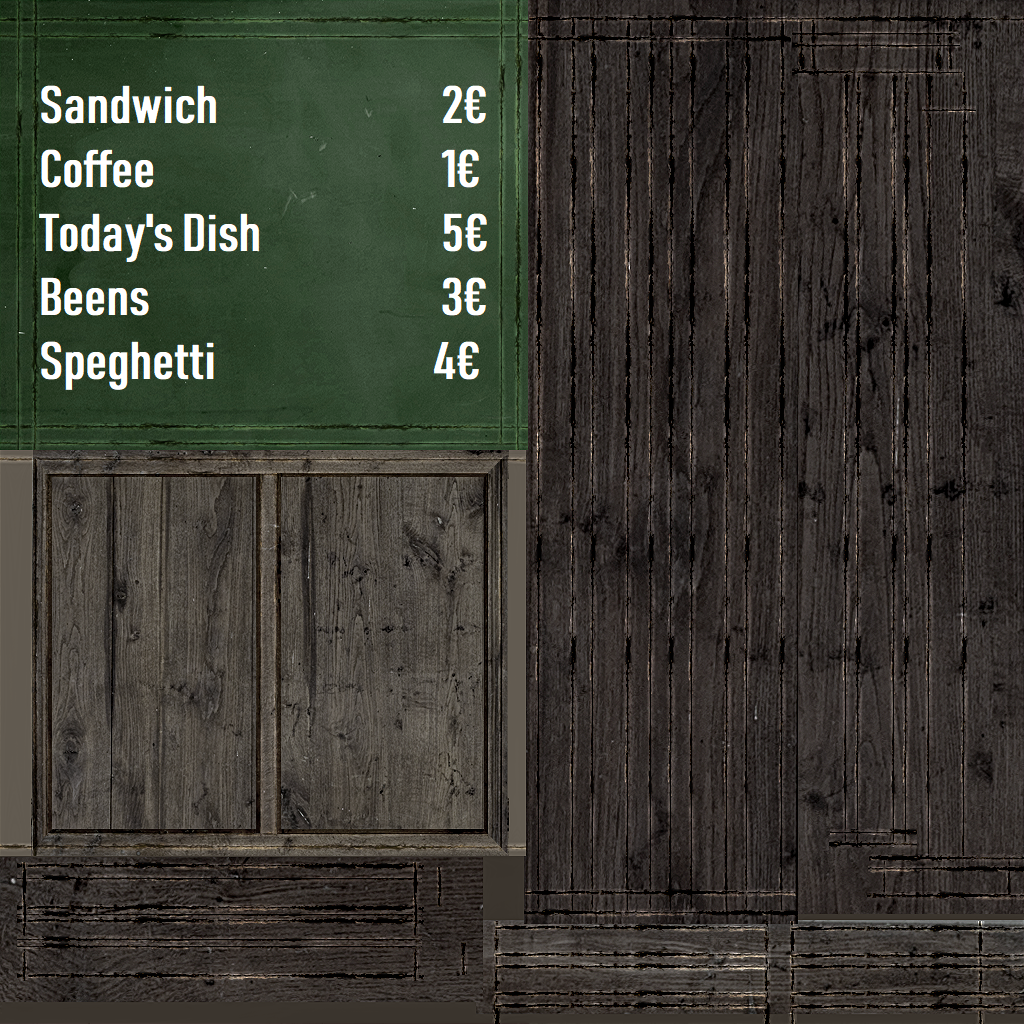 Sandwich 2€
Coffee 1€
Today's Dish 5€
Beens 3€
Speghetti 4€